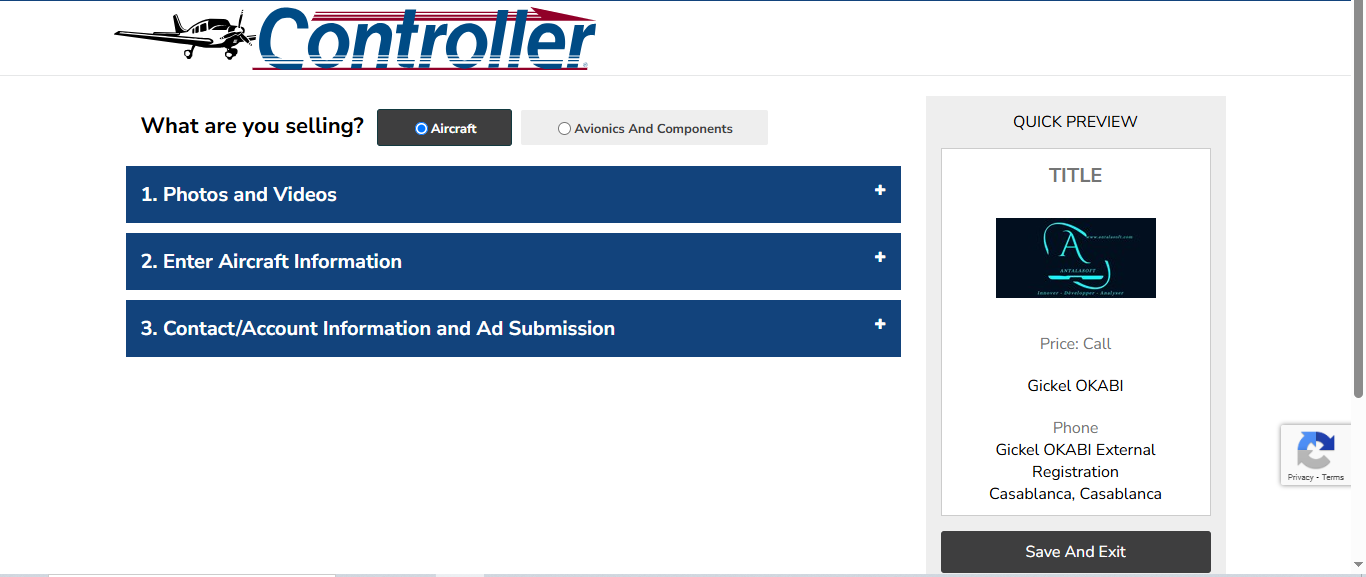 Controller
What are you selling?
Aircraft
Avionics And Components
1. Photos and Videos
+
2. Enter Aircraft Information
+
3. Contact/Account Information and Ad Submission
+
QUICK PREVIEW
TITLE
A
www.antalasoft.com
ANTALASOFT
Innover - Développer - Analyser
Price: Call
Gickel OKABI
Phone
Gickel OKABI External
Registration
Casablanca, Casablanca
Save And Exit
Privacy - Terms